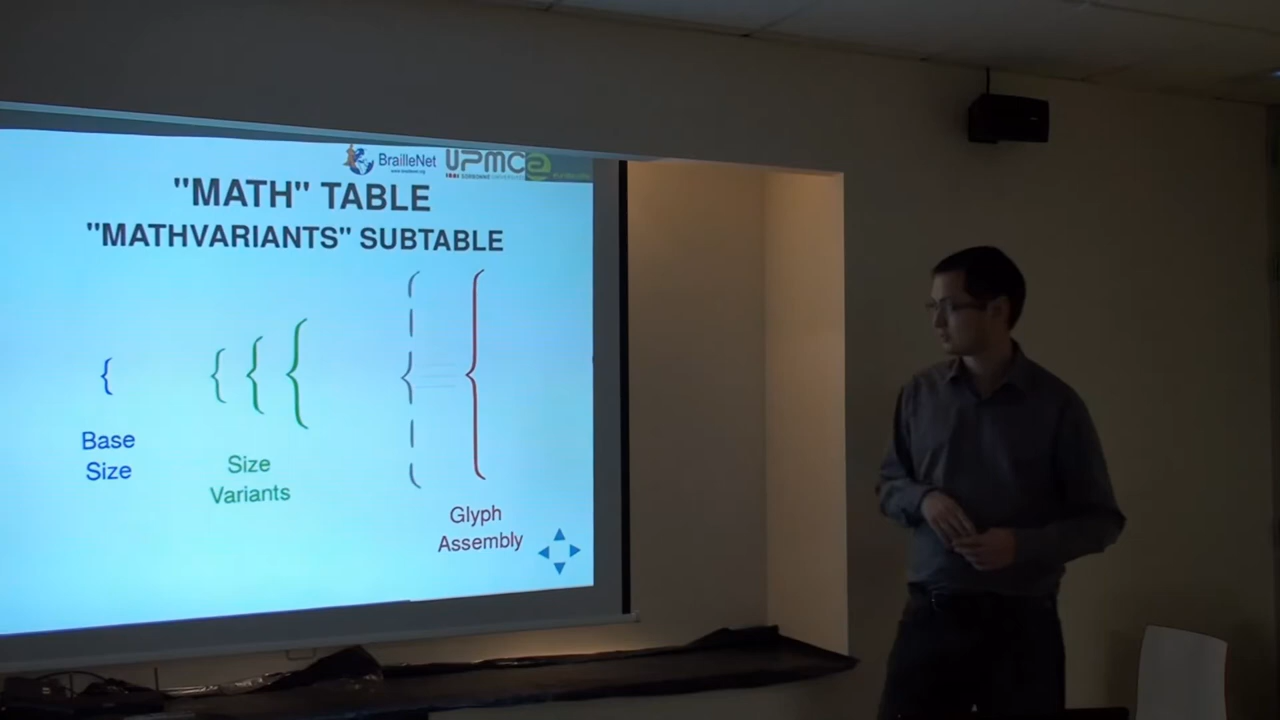 BrailleNet
UPMC
"MATH" TABLE
"MATHVARIANTS" SUBTABLE
{
{ { {
{
Base
Size
Size
Variants
Glyph
Assembly